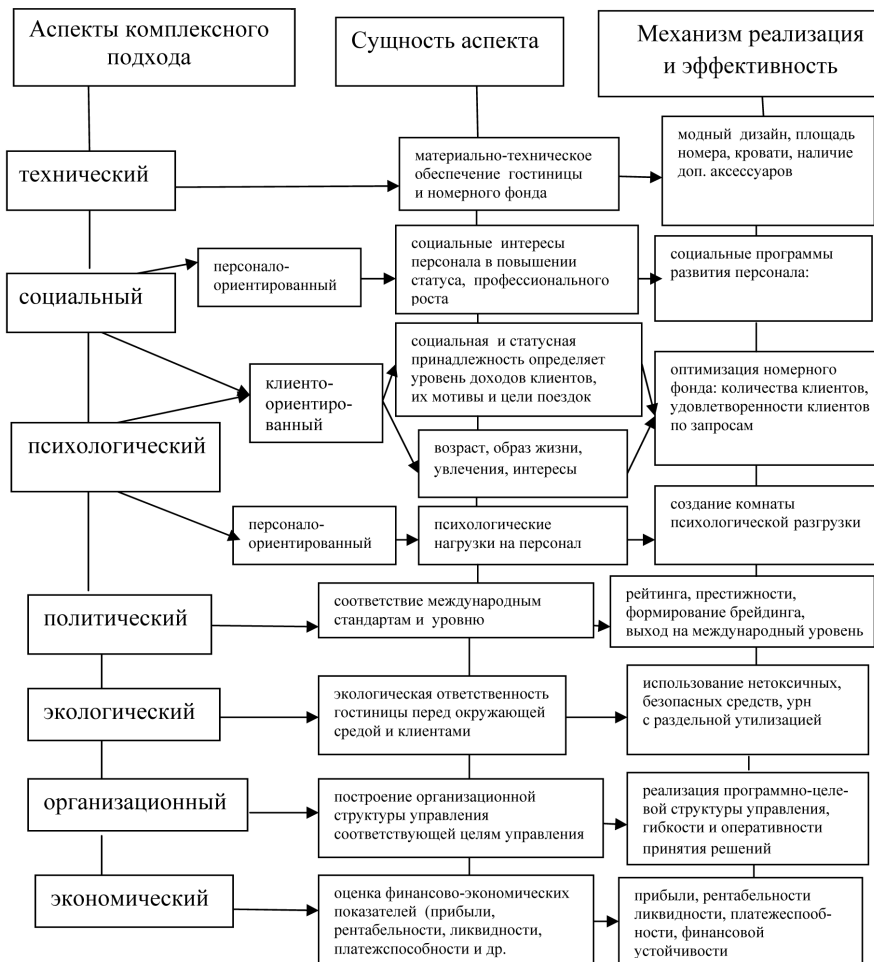 Аспекты комплексного
подхода
Сущность аспекта
Механизм реализация
и эффективность
технический
материально-техническое
обеспечение гостиницы
и номерного фонда
модный дизайн, площадь
номера, кровати, наличие
доп. аксессуаров
социальный
персонало-
ориентированный
социальные интересы
персонала в повышении
статуса, профессионального
роста
социальные программы
развития персонала:
клиенто-
ориентиро-
ванный
социальная и статусная
принадлежность определяет
уровень доходов клиентов,
их мотивы и цели поездок
оптимизация номерного
фонда: количества клиентов,
удовлетворенности клиентов
по запросам
психологический
возраст, образ жизни,
увлечения, интересы
персонало-
ориентированный
психологические
нагрузки на персонал
создание комнаты
психологической разгрузки
политический
соответствие международным
стандартам и уровню
рейтинга, престижности,
формирование брейдинга,
выход на международный уровень
экологический
экологическая ответственность
гостиницы перед окружающей
средой и клиентами
использование нетоксичных,
безопасных средств, урн
с раздельной утилизацией
организационный
построение организационной
структуры управления
соответствующей целям управления
реализация программно-целе-
вой структуры управления,
гибкости и оперативности
принятия решений
экономический
оценка финансово-экономических
показателей (прибыли,
рентабельности, ликвидности,
платежспособности и др.
прибыли, рентабельности
ликвидности, платежеспооб-
ности, финансовой
устойчивости